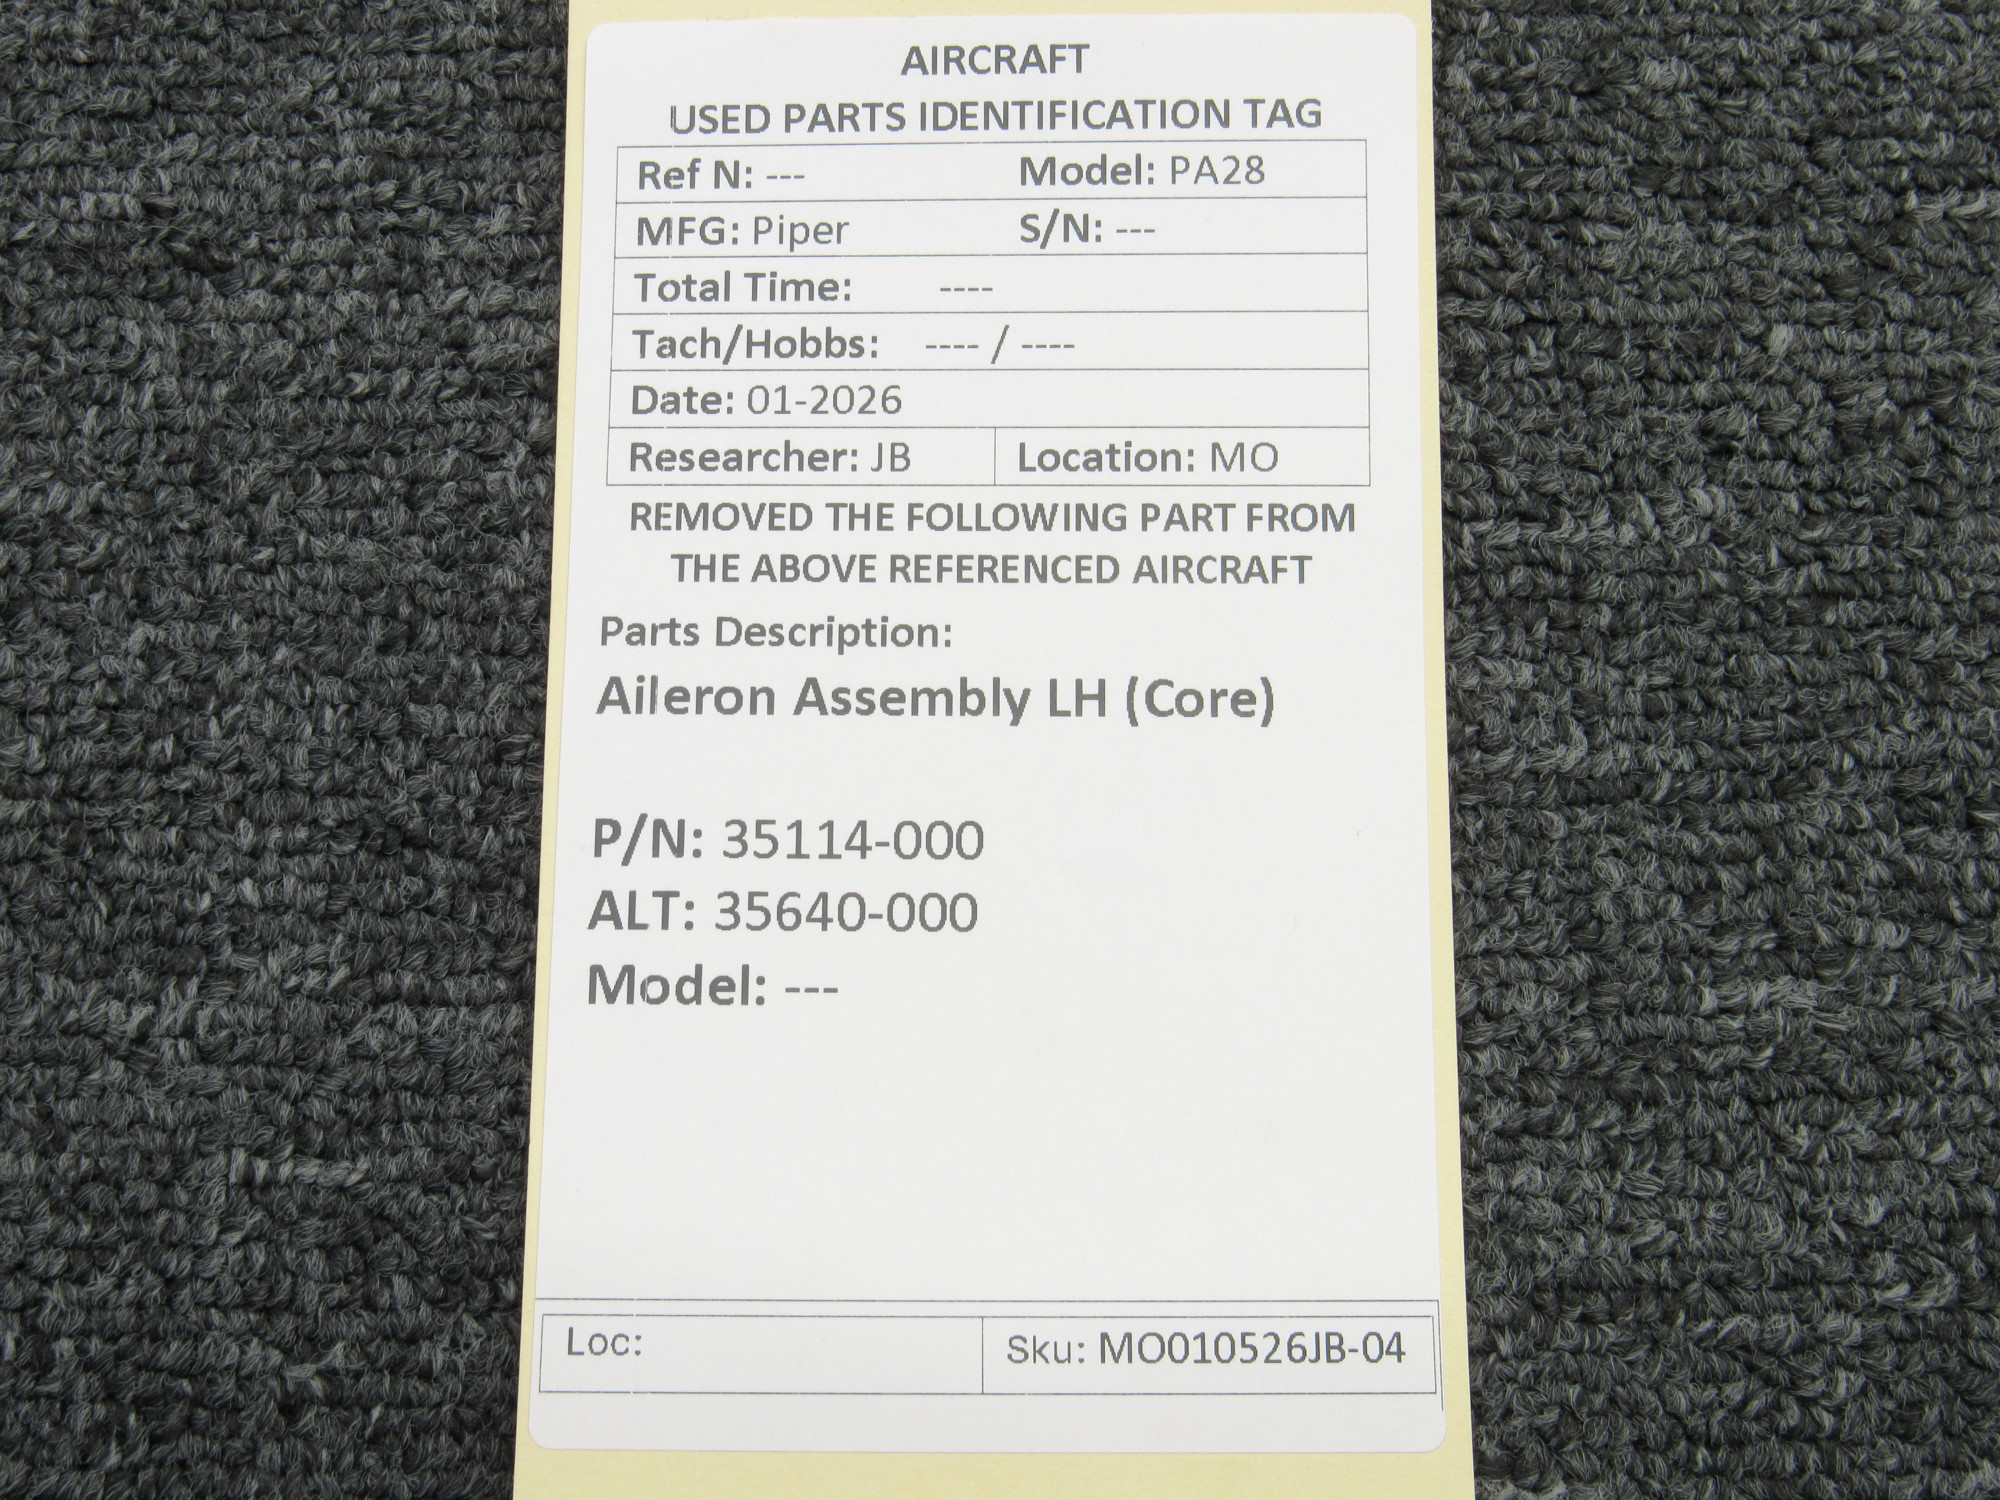 AIRCRAFT
USED PARTS IDENTIFICATION TAG
Ref N: --- Model: PA28
MFG: Piper S/N: ---
Total Time: ----
Tach/Hobbs: ---- / ----
Date: 01-2026
Researcher: JB Location: MO
REMOVED THE FOLLOWING PART FROM
THE ABOVE REFERENCED AIRCRAFT
Parts Description:
Aileron Assembly LH (Core)
P/N: 35114-000
ALT: 35640-000
Model: ---
Loc: Sku: MO010526JB-04